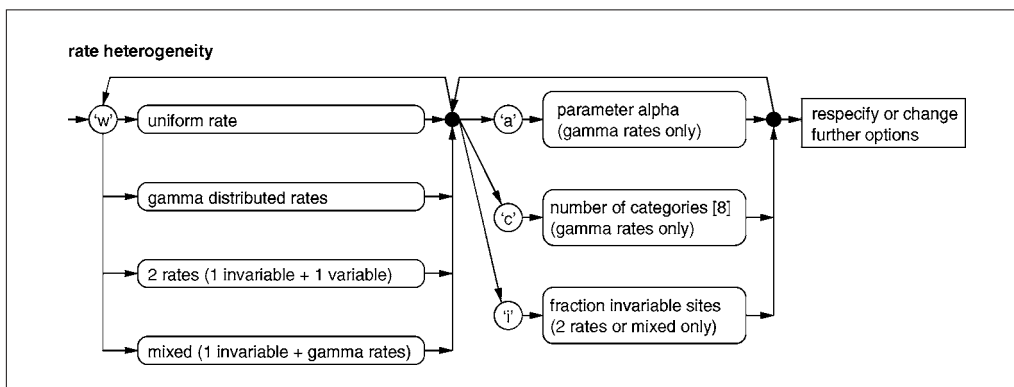 rate heterogeneity
'w'
uniform rate
gamma distributed rates
2 rates (1 invariable + 1 variable)
mixed (1 invariable + gamma rates)
'a'
parameter alpha
(gamma rates only)
'c'
number of categories [8]
(gamma rates only)
'i'
fraction invariable sites
(2 rates or mixed only)
respecify or change
further options